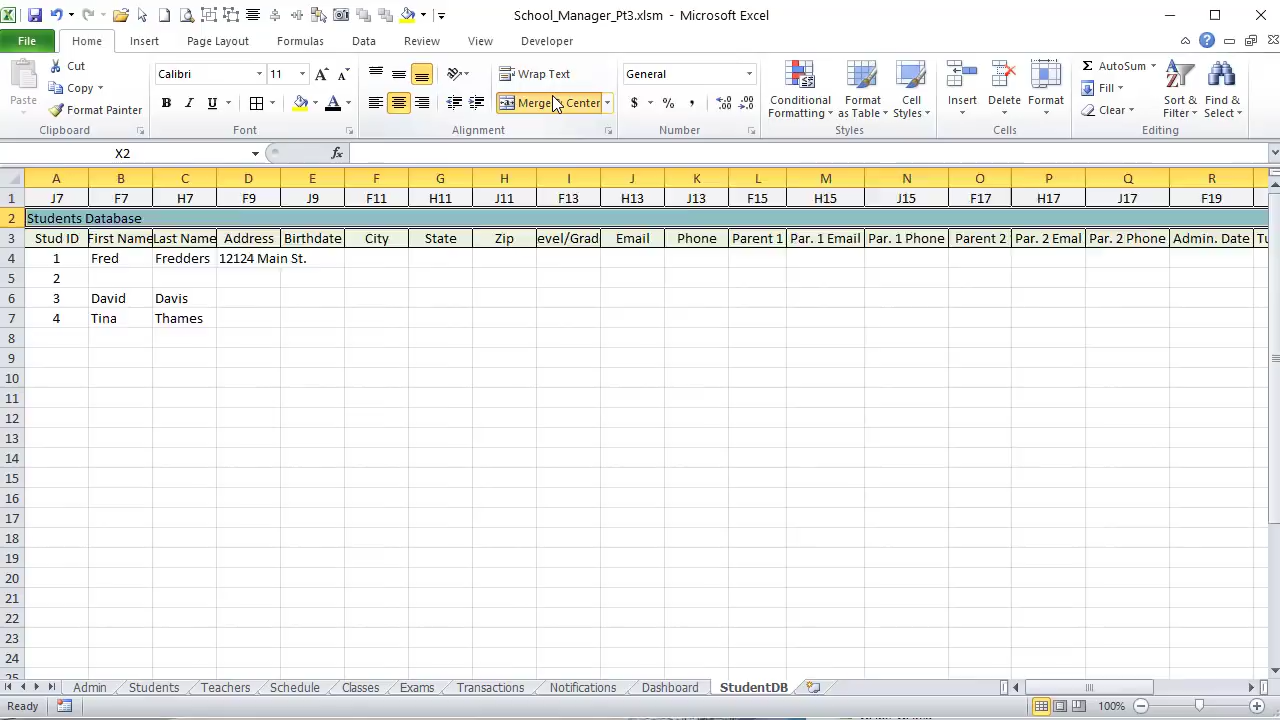 School_Manager_Pt3.xlsm - Microsoft Excel
File Home Insert Page Layout Formulas Data Review View Developer
Paste Cut Copy Format Painter Clipboard
alibri 11 B I U Font
Wrap Text Center Alignment
General $ % , Number
Conditional Formatting Format as Table Cell Styles Styles
Insert Delete Format Cells
Σ AutoSum Fill Clear Sort & Filter Find & Select Editing
X2 fx
A B C D E F G H I J K L M N O P Q R
1 J7 F7 H7 F9 J9 F11 H11 J11 F13 H13 J13 F15 H15 J15 F17 H17 J17 F19
2 Students Database
3 Stud ID First Name Last Name Address Birthdate City State Zip evel/Grad Email Phone Parent 1 Par. 1 Email Par. 1 Phone Parent 2 Par. 2 Emal Par. 2 Phone Admin. Date
4 1 Fred Fredders 12124 Main St.
5 2
6 3 David Davis
7 4 Tina Thames
8
9
10
11
12
13
14
15
16
17
18
19
20
21
22
23
24
Admin Students Teachers Schedule Classes Exams Transactions Notifications Dashboard StudentDB
Ready 100%